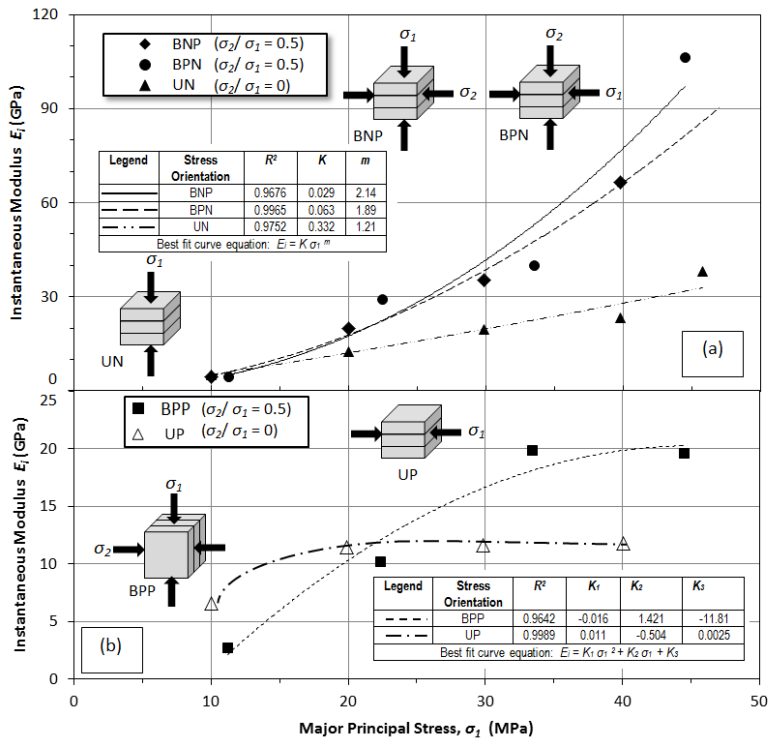 120
90
60
30
0
Instantaneous Modulus Ei (GPa)
BNP (σ2/ σ1 = 0.5)
BPN (σ2/ σ1 = 0.5)
UN (σ2/ σ1 = 0)
σ1
σ2
BNP
σ2
σ1
BPN
Legend Stress Orientation R² K m
BNP 0.9676 0.029 2.14
BPN 0.9965 0.063 1.89
UN 0.9752 0.332 1.21
Best fit curve equation: Ei = K σ1 m
σ1
UN
(a)
25
20
15
10
5
0
Instantaneous Modulus Ei (GPa)
BPP (σ2/ σ1 = 0.5)
UP (σ2/ σ1 = 0)
σ1
UP
σ1
σ2
BPP
(b)
Legend Stress Orientation R² K1 K2 K3
BPP 0.9642 -0.016 1.421 -11.81
UP 0.9989 0.011 -0.504 0.0025
Best fit curve equation: Ei = K1 σ1 2 + K2 σ1 + K3
0 10 20 30 40 50
Major Principal Stress, σ1 (MPa)